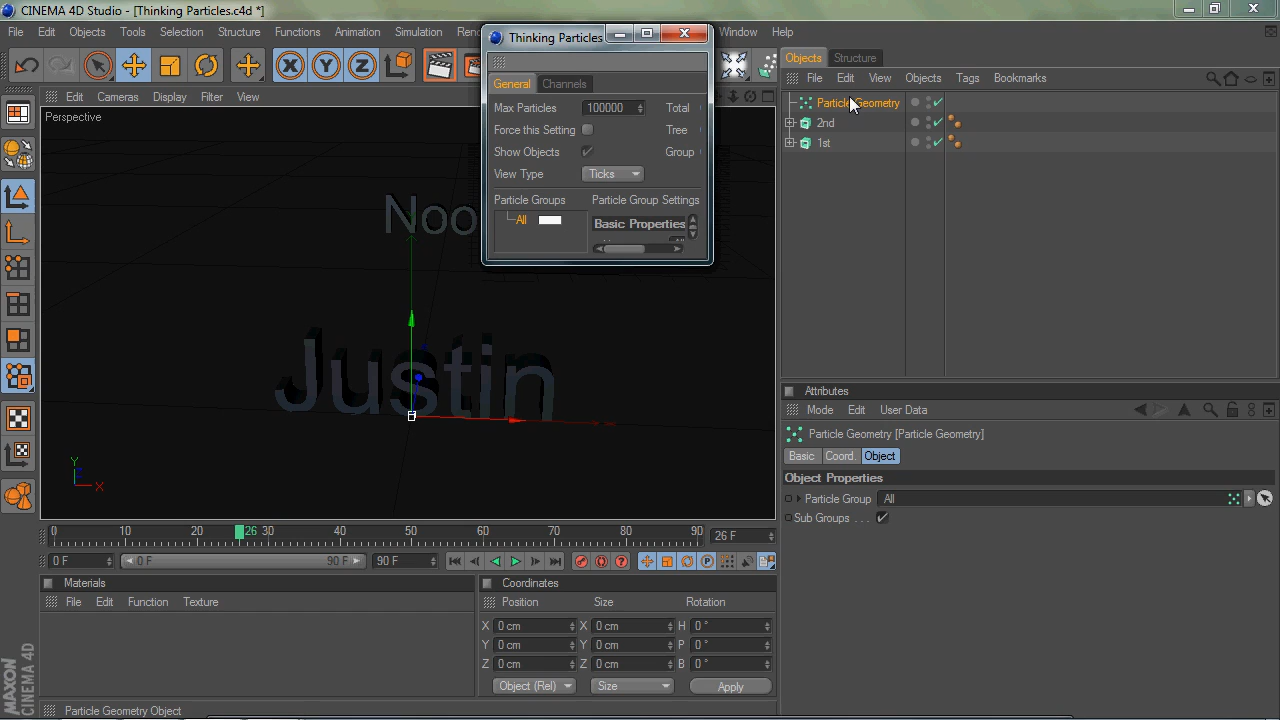 CINEMA 4D Studio - [Thinking Particles.c4d *]
File Edit Objects Tools Selection Structure Functions Animation Simulation Window Help
Thinking Particles
General Channels
Max Particles 100000 Total
Force this Setting Tree
Show Objects Group
View Type Ticks
Particle Groups Particle Group Settings
All Basic Properties
Objects Structure
File Edit View Objects Tags Bookmarks
Particle Geometry
2nd
1st
Edit Cameras Display Filter View
Perspective
Noo
Justin
Y
Z
X
Attributes
Mode Edit User Data
Particle Geometry [Particle Geometry]
Basic Coord. Object
Object Properties
Particle Group All
Sub Groups . . . .
0 10 20 26 30 40 50 60 70 80 90 26 F
0 F 0 F 90 F 90 F
Materials
File Edit Function Texture
Coordinates
Position Size Rotation
X 0 cm X 0 cm H 0 °
Y 0 cm Y 0 cm P 0 °
Z 0 cm Z 0 cm B 0 °
Object (Rel) Size Apply
MAXON
CINEMA 4D
Particle Geometry Object